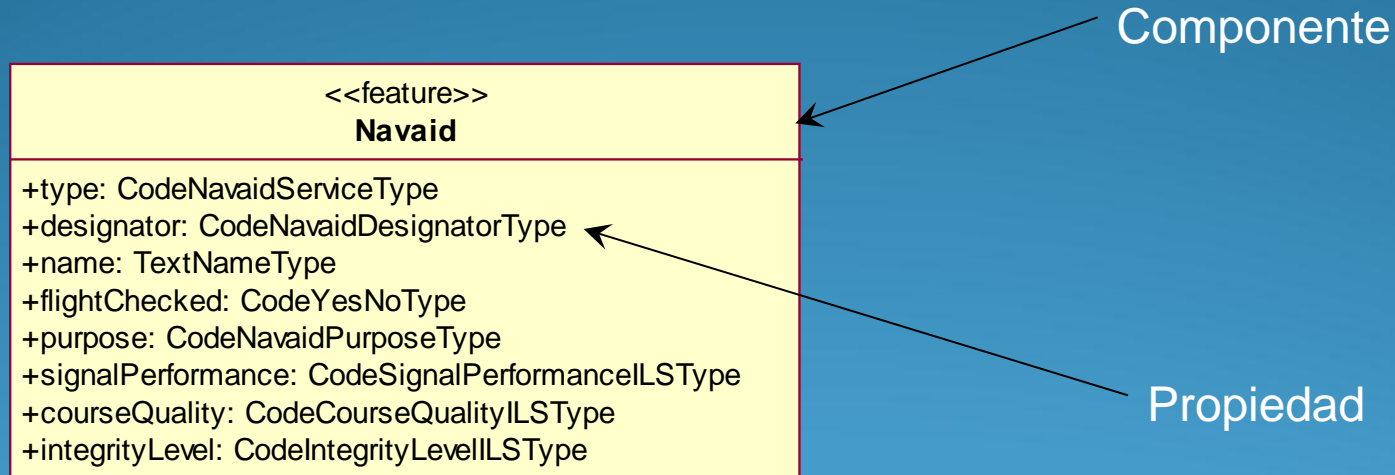 Componente
<<feature>>
Navaid
+type: CodeNavaidServiceType
+designator: CodeNavaidDesignatorType
+name: TextNameType
+flightChecked: CodeYesNoType
+purpose: CodeNavaidPurposeType
+signalPerformance: CodeSignalPerformanceILSType
+courseQuality: CodeCourseQualityILSType
+integrityLevel: CodeIntegrityLevelILSType
Propiedad